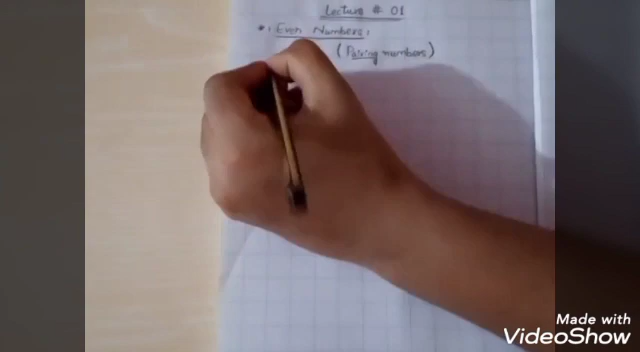 Lecture # 01
*: Even Numbers:
(Pairing numbers)
Made with
VideoShow